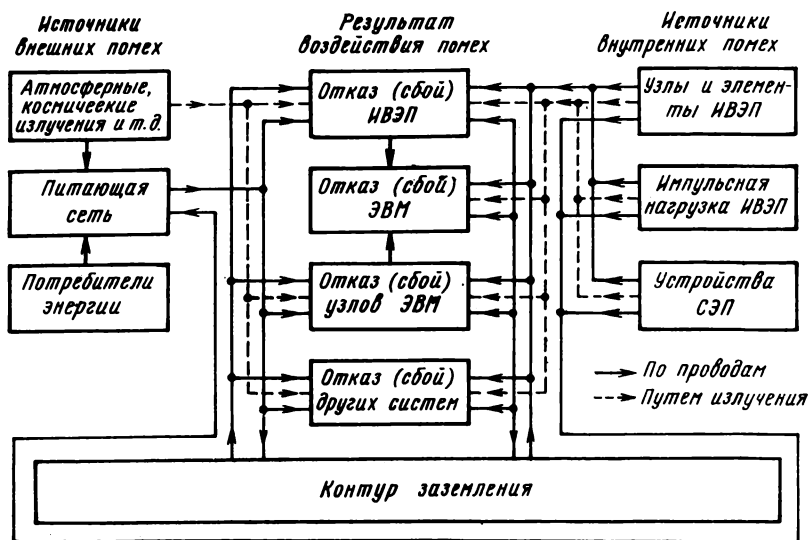 Источники
внешних помех
Результат
воздействия помех
Источники
внутренних помех
Атмосферные,
космические
излучения и т.д.
Питающая
сеть
Потребители
энергии
Отказ (сбой)
ИВЭП
Отказ (сбой)
ЭВМ
Отказ (сбой)
узлов ЭВМ
Отказ (сбой)
других систем
Узлы и элемен-
ты ИВЭП
Импульсная
нагрузка ИВЭП
Устройства
СЭП
По проводам
Путем излучения
Контур заземления